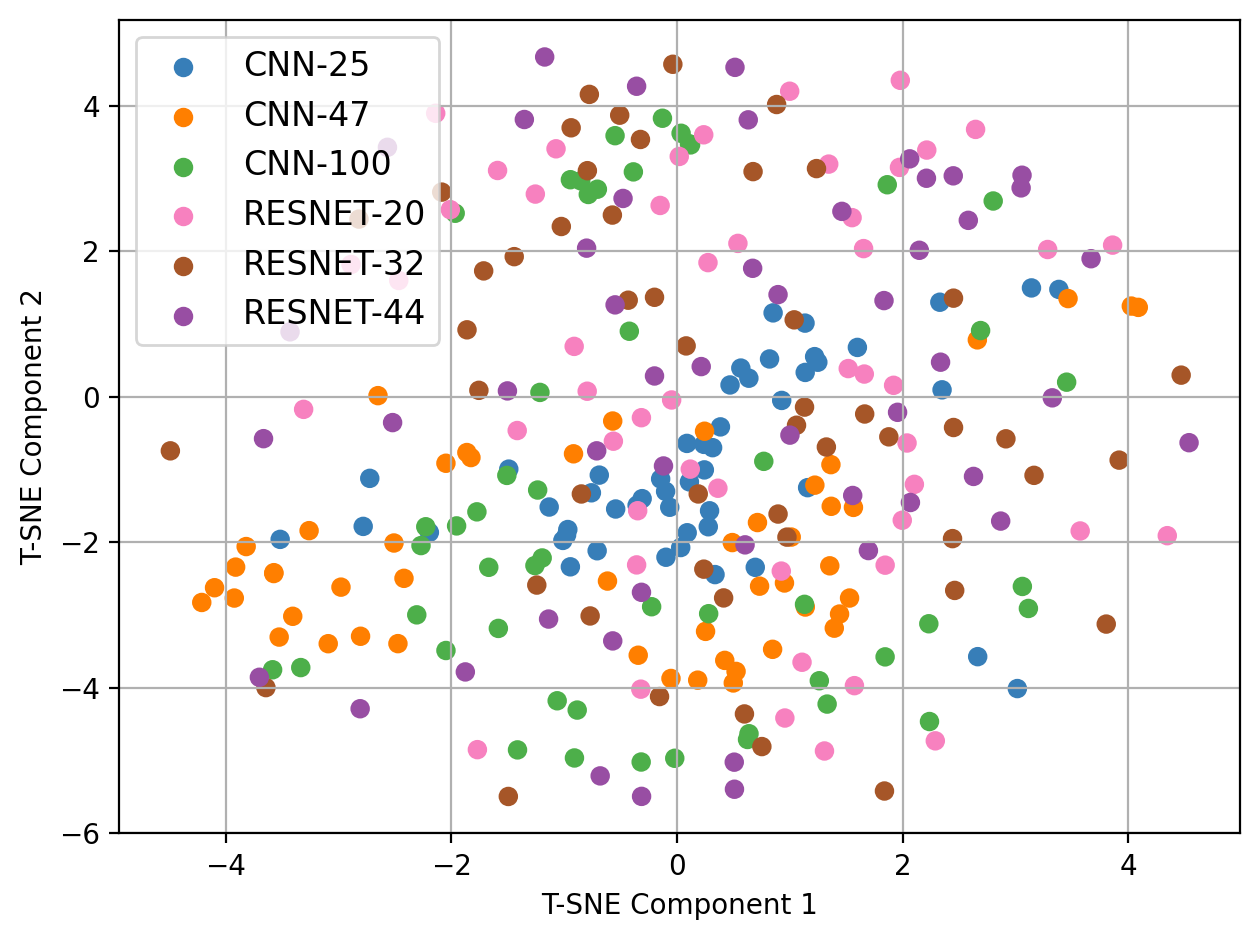 CNN-25
CNN-47
CNN-100
RESNET-20
RESNET-32
RESNET-44
4
2
0
−2
−4
−6
T-SNE Component 2
−4 −2 0 2 4
T-SNE Component 1